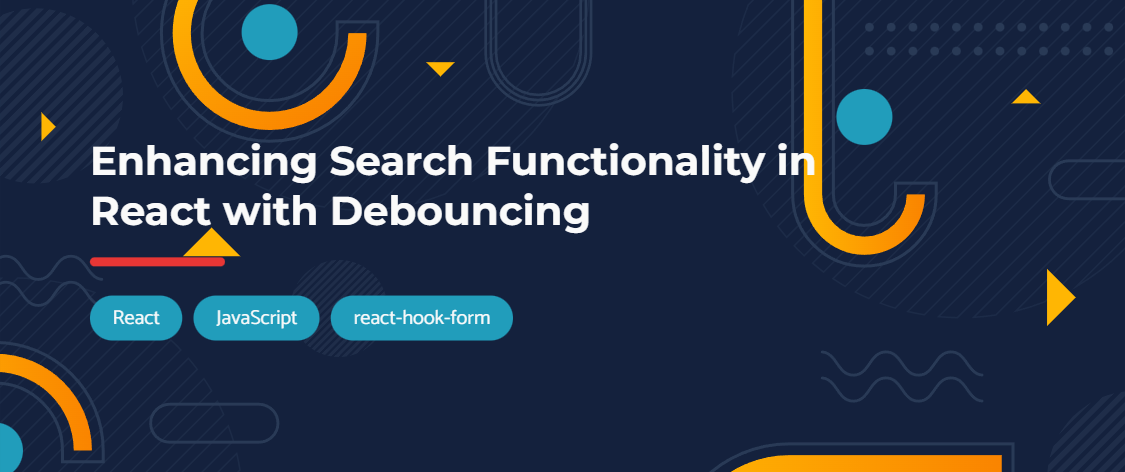 Enhancing Search Functionality in
React with Debouncing
React JavaScript react-hook-form